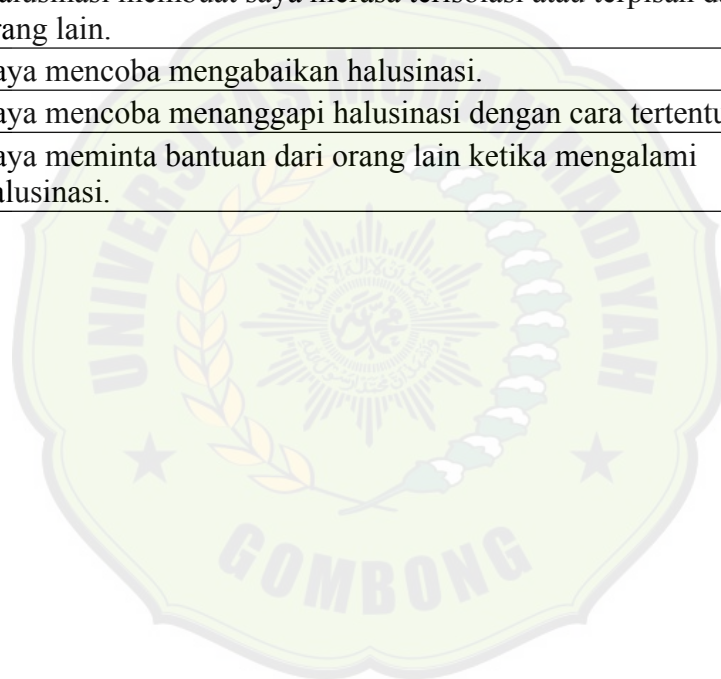 rang lain.
aya mencoba mengabaikan halusinasi.
aya mencoba menanggapi halusinasi dengan cara tertentu
aya meminta bantuan dari orang lain ketika mengalami
alusinasi.
UNIVERSITAS MUHAMMADIYAH
GOMBONG